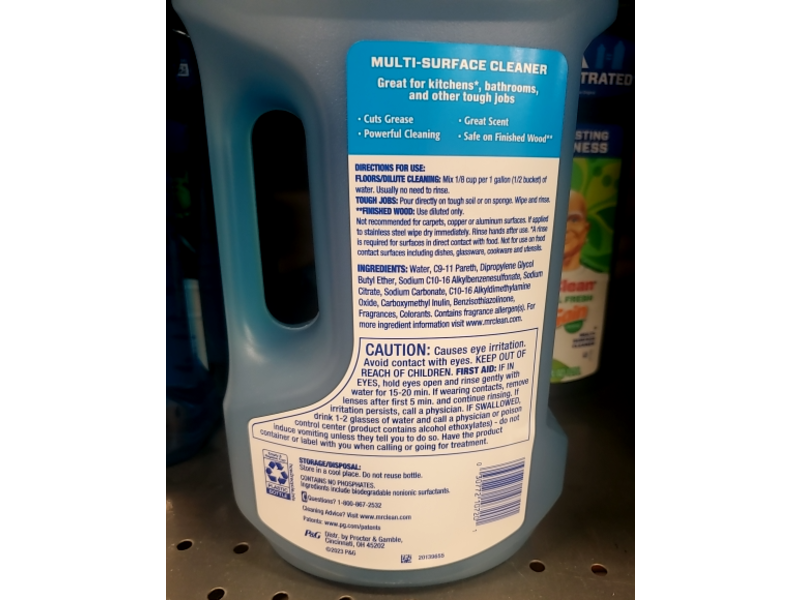 MULTI-SURFACE CLEANER
Great for kitchens*, bathrooms,
and other tough jobs
• Cuts Grease
• Great Scent
• Powerful Cleaning
• Safe on Finished Wood**
DIRECTIONS FOR USE:
FLOORS/DILUTE CLEANING: Mix 1/8 cup per 1 gallon (1/2 bucket) of
water. Usually no need to rinse.
TOUGH JOBS: Pour directly on tough soil or on sponge. Wipe and rinse.
**FINISHED WOOD: Use diluted only.
Not recommended for carpets, copper or aluminum surfaces. If applied
to stainless steel wipe dry immediately. Rinse hands after use. *A rinse
is required for surfaces in direct contact with food. Not for use on food
contact surfaces including dishes, glassware, cookware and utensils.
INGREDIENTS: Water, C9-11 Pareth, Dipropylene Glycol
Butyl Ether, Sodium C10-16 Alkylbenzenesulfonate, Sodium
Citrate, Sodium Carbonate, C10-16 Alkyldimethylamine
Oxide, Carboxymethyl Inulin, Benzisothiazolinone,
Fragrances, Colorants. Contains fragrance allergen(s). For
more ingredient information visit www.mrclean.com.
CAUTION: Causes eye irritation.
Avoid contact with eyes. KEEP OUT OF
REACH OF CHILDREN. FIRST AID: IF IN
EYES, hold eyes open and rinse gently with
water for 15-20 min. If wearing contacts, remove
lenses after first 5 min. and continue rinsing. If
irritation persists, call a physician. IF SWALLOWED,
drink 1-2 glasses of water and call a physician or poison
control center (product contains alcohol ethoxylates) - do not
induce vomiting unless they tell you to do so. Have the product
container or label with you when calling or going for treatment.
STORAGE/DISPOSAL:
Store in a cool place. Do not reuse bottle.
CONTAINS NO PHOSPHATES.
Ingredients include biodegradable nonionic surfactants.
Questions? 1-800-867-2532
Cleaning Advice? Visit www.mrclean.com
Patents: www.pg.com/patents
P&G
Distr. by Procter & Gamble,
Cincinnati, OH 45202
©2023 P&G
20139859
PLASTIC
BOTTLE
TRATED
STING
NESS
Clean
FRESH
Gain